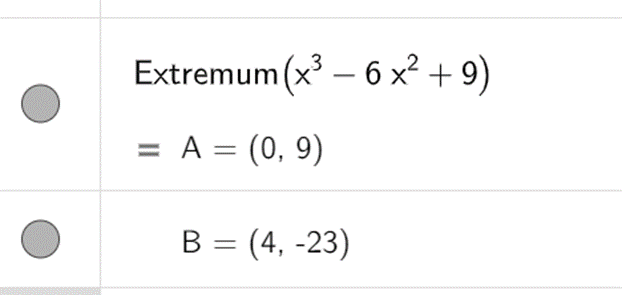 Extremum(x³ − 6 x² + 9)
= A = (0, 9)
B = (4, -23)